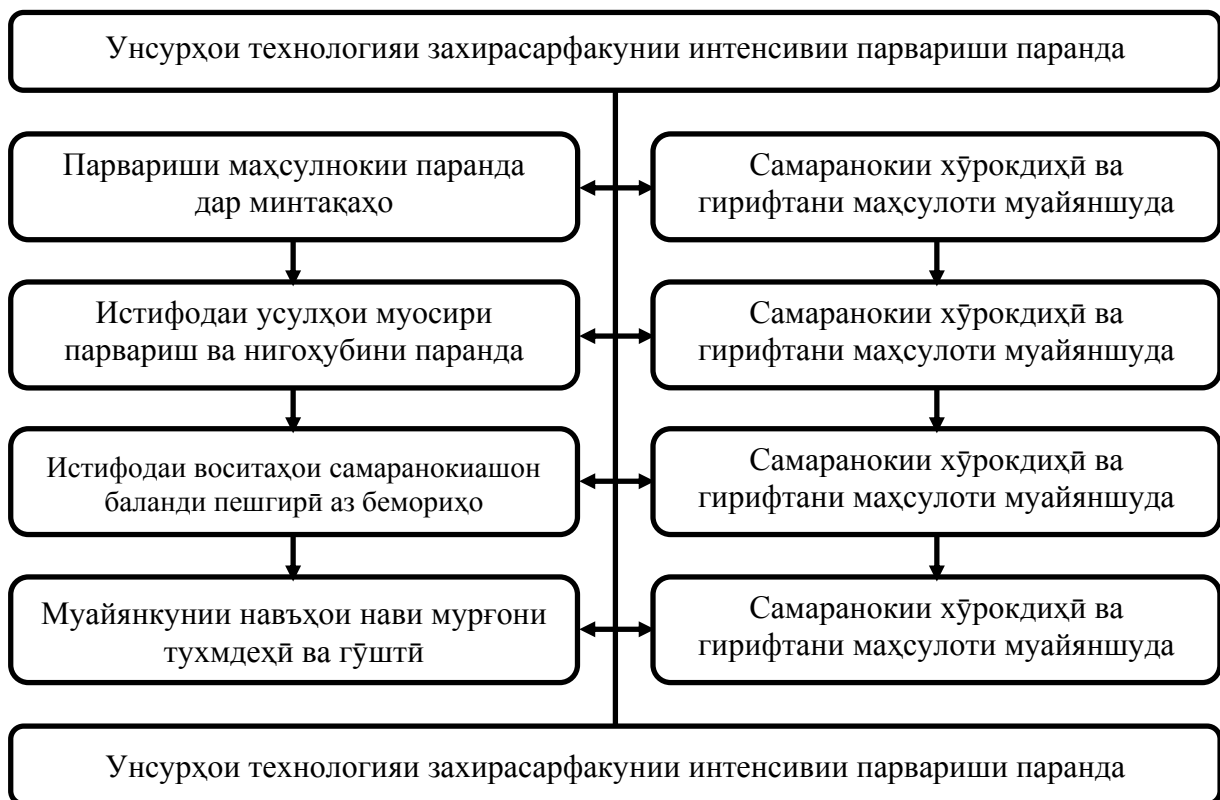 Унсурҳои технологияи захирасарфакунии интенсивии парвариши паранда
Парвариши маҳсулнокии паранда
дар минтақаҳо
Самаранокии хӯрокдиҳӣ ва
гирифтани маҳсулоти муайяншуда
Истифодаи усулҳои муосири
парвариш ва нигоҳубини паранда
Самаранокии хӯрокдиҳӣ ва
гирифтани маҳсулоти муайяншуда
Истифодаи воситаҳои самаранокиашон
баланди пешгирӣ аз бемориҳо
Самаранокии хӯрокдиҳӣ ва
гирифтани маҳсулоти муайяншуда
Муайянкунии навъҳои нави мурғони
тухмдеҳӣ ва гӯштӣ
Самаранокии хӯрокдиҳӣ ва
гирифтани маҳсулоти муайяншуда
Унсурҳои технологияи захирасарфакунии интенсивии парвариши паранда